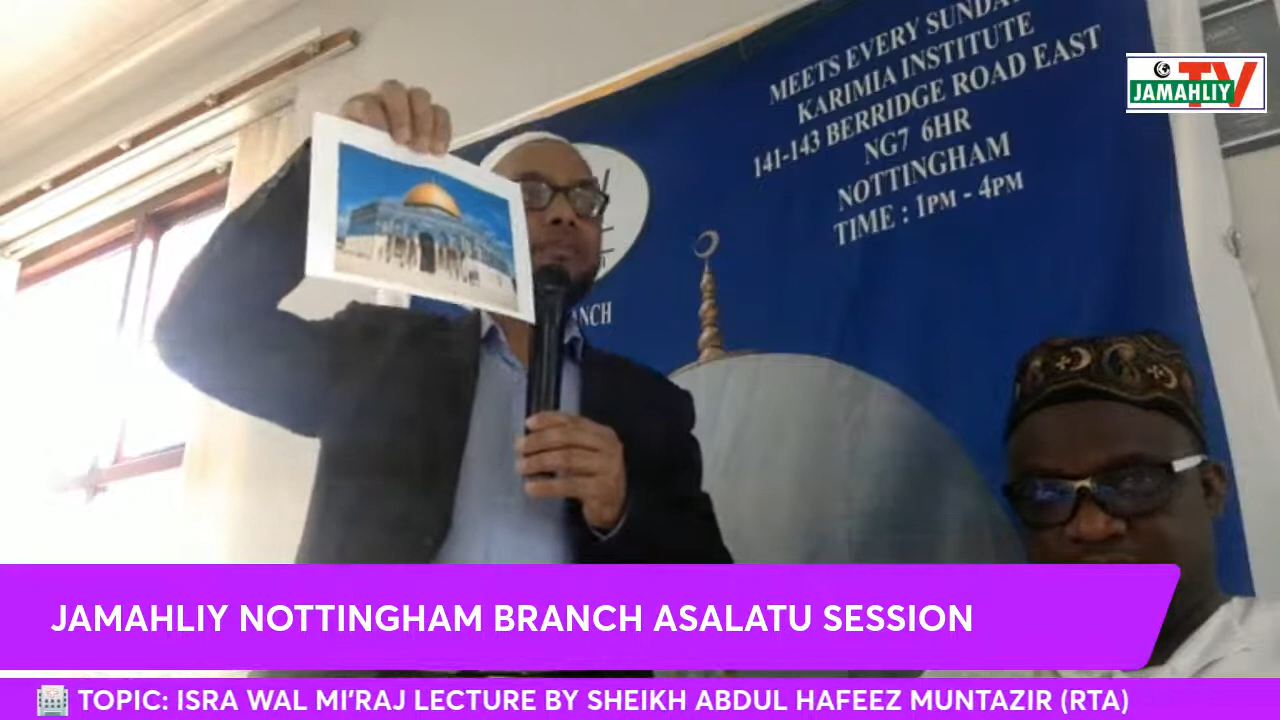 MEETS EVERY SUNDAY
KARIMIA INSTITUTE
141-143 BERRIDGE ROAD EAST
NG7 6HR
NOTTINGHAM
TIME : 1PM - 4PM
JAMAHLIY TV
JAMAHLIY NOTTINGHAM BRANCH ASALATU SESSION
TOPIC: ISRA WAL MI'RAJ LECTURE BY SHEIKH ABDUL HAFEEZ MUNTAZIR (RTA)